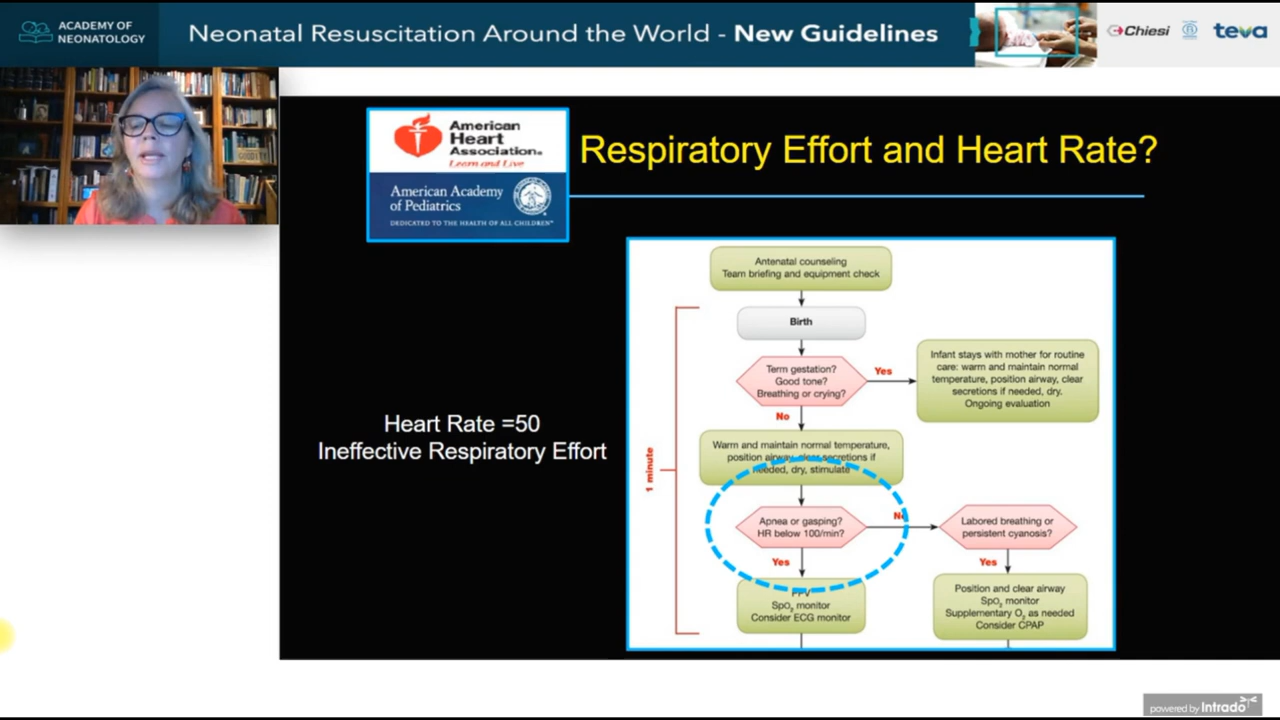 ACADEMY OF
NEONATOLOGY
Neonatal Resuscitation Around the World - New Guidelines
Chiesi
teva
American
Heart
Association®
Learn and Live
American Academy
of Pediatrics
DEDICATED TO THE HEALTH OF ALL CHILDREN™
Respiratory Effort and Heart Rate?
Heart Rate =50
Ineffective Respiratory Effort
Antenatal counseling
Team briefing and equipment check
1 minute
Birth
Term gestation?
Good tone?
Breathing or crying?
Yes
Infant stays with mother for routine
care: warm and maintain normal
temperature, position airway, clear
secretions if needed, dry.
Ongoing evaluation
No
Warm and maintain normal temperature,
position airway, clear secretions if
needed, dry, stimulate
Apnea or gasping?
HR below 100/min?
No
Labored breathing or
persistent cyanosis?
Yes
Yes
PPV
SpO₂ monitor
Consider ECG monitor
Position and clear airway
SpO₂ monitor
Supplementary O₂ as needed
Consider CPAP
powered by Intrado